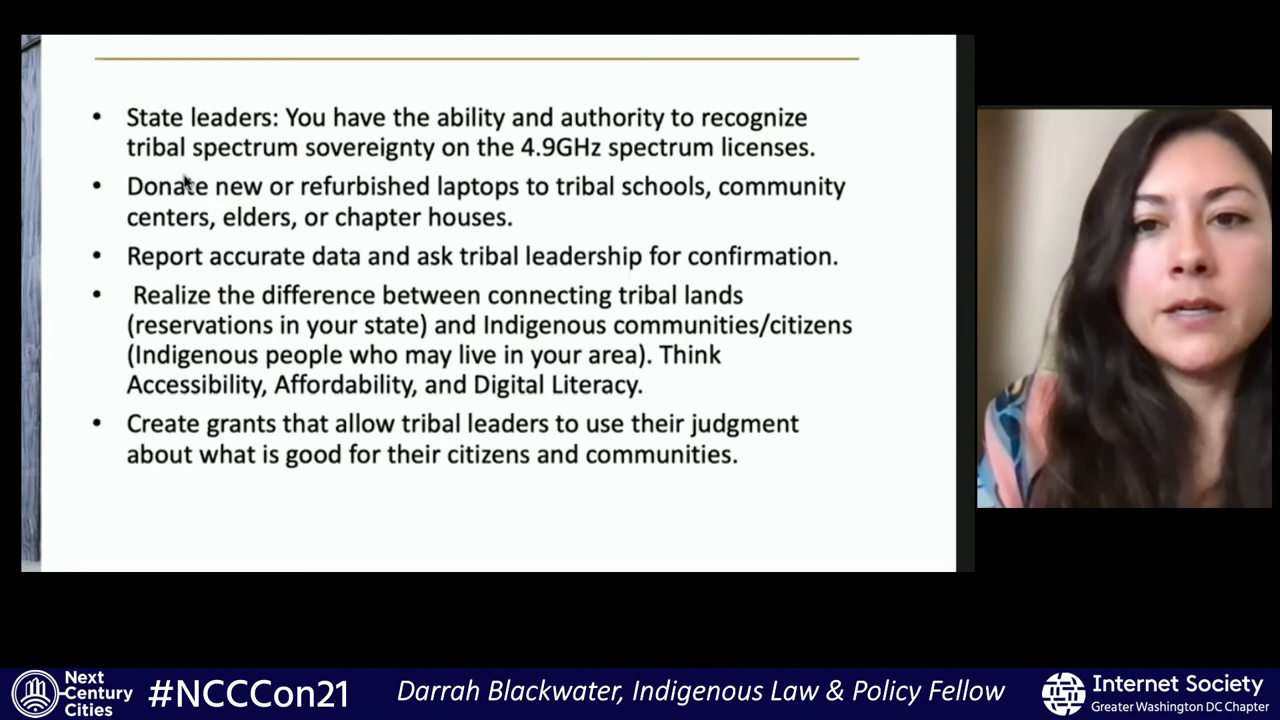 • State leaders: You have the ability and authority to recognize
tribal spectrum sovereignty on the 4.9GHz spectrum licenses.
• Donate new or refurbished laptops to tribal schools, community
centers, elders, or chapter houses.
• Report accurate data and ask tribal leadership for confirmation.
• Realize the difference between connecting tribal lands
(reservations in your state) and Indigenous communities/citizens
(Indigenous people who may live in your area). Think
Accessibility, Affordability, and Digital Literacy.
• Create grants that allow tribal leaders to use their judgment
about what is good for their citizens and communities.
Next
Century
Cities
#NCCCon21
Darrah Blackwater, Indigenous Law & Policy Fellow
Internet Society
Greater Washington DC Chapter